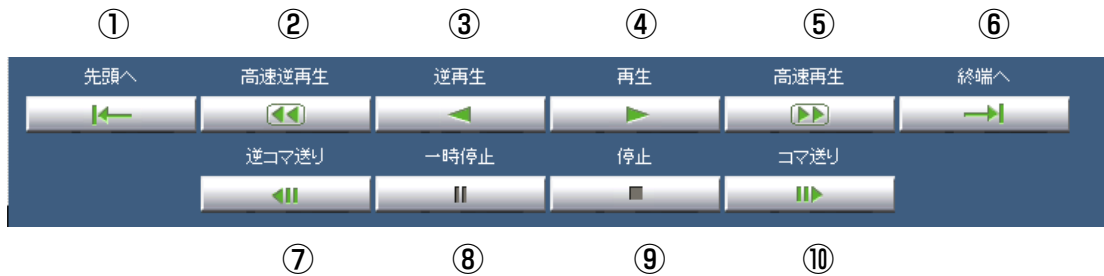 ① ② ③ ④ ⑤ ⑥
先頭へ 高速逆再生 逆再生 再生 高速再生 終端へ
逆コマ送り 一時停止 停止 コマ送り
⑦ ⑧ ⑨ ⑩